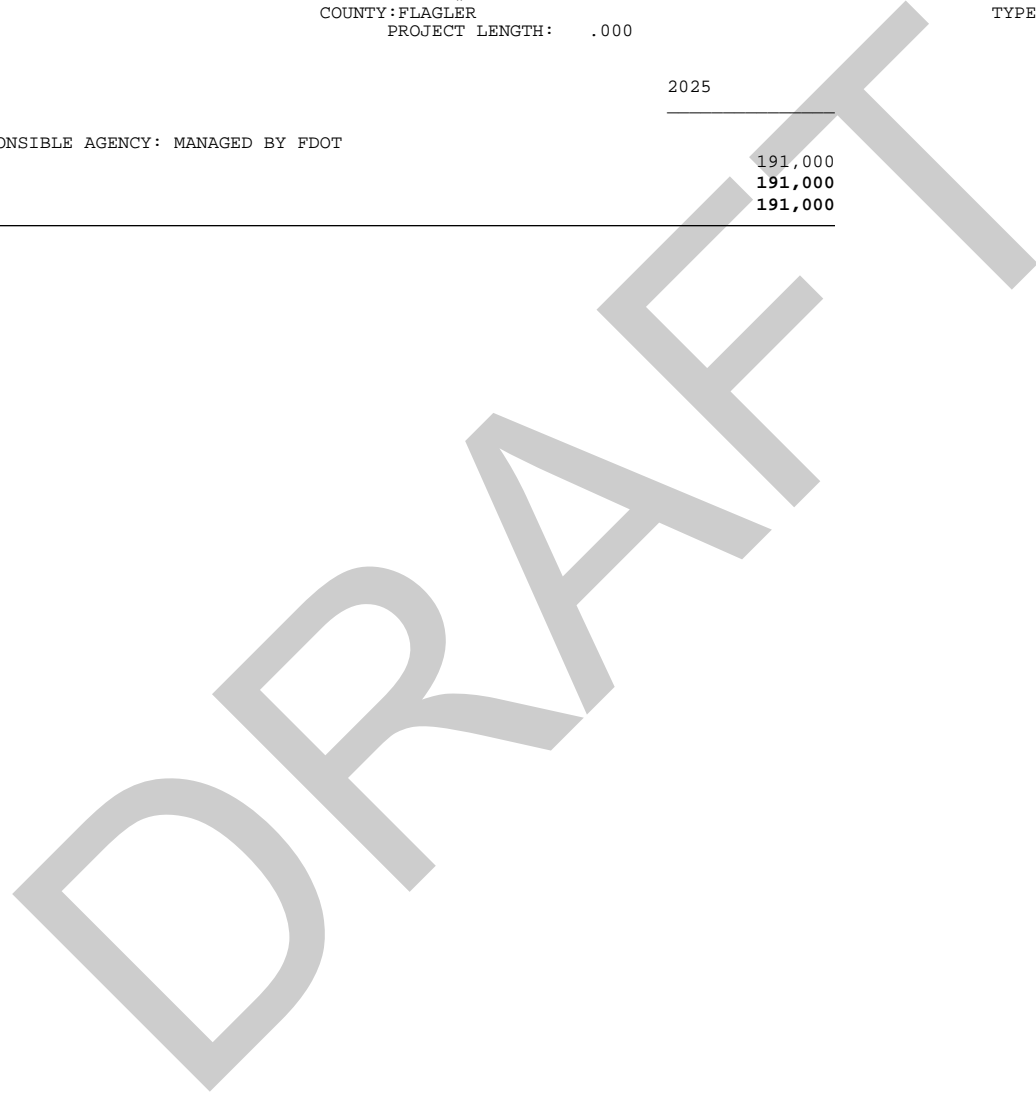 COUNTY:FLAGLER TYPE
PROJECT LENGTH: .000
2025
ONSIBLE AGENCY: MANAGED BY FDOT
191,000
191,000
191,000
DRAFT